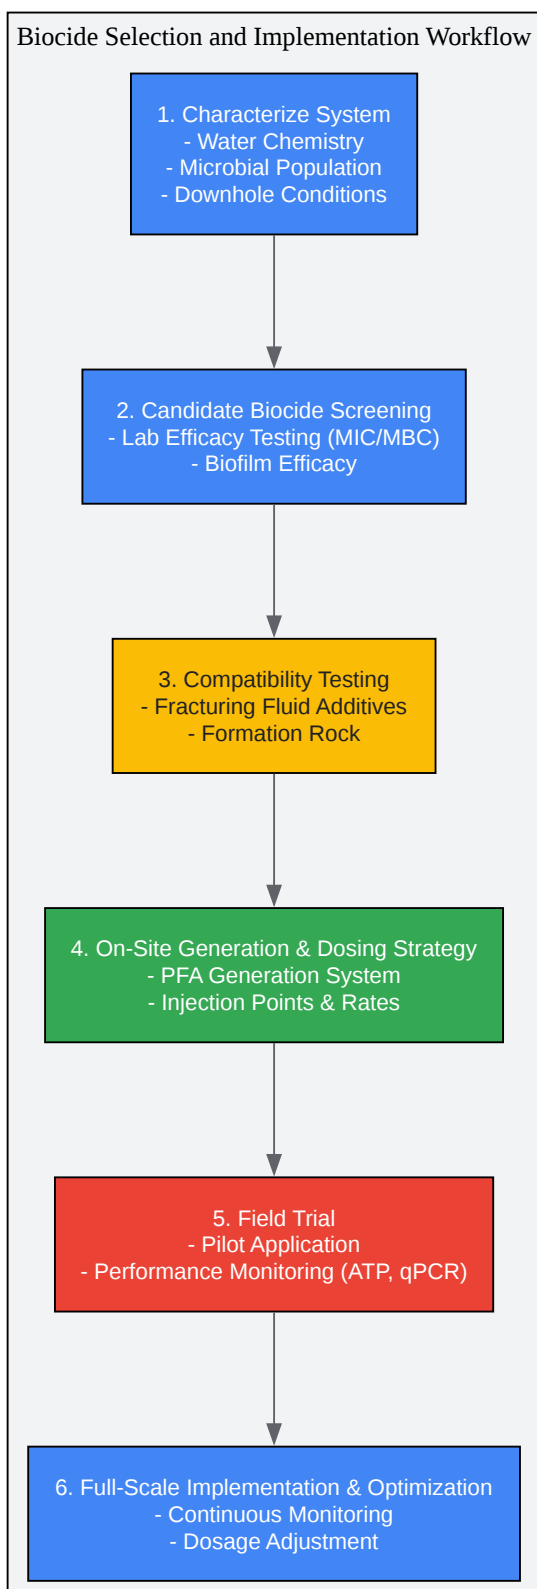 Biocide Selection and Implementation Workflow
1. Characterize System
- Water Chemistry
- Microbial Population
- Downhole Conditions
2. Candidate Biocide Screening
- Lab Efficacy Testing (MIC/MBC)
- Biofilm Efficacy
3. Compatibility Testing
- Fracturing Fluid Additives
- Formation Rock
4. On-Site Generation & Dosing Strategy
- PFA Generation System
- Injection Points & Rates
5. Field Trial
- Pilot Application
- Performance Monitoring (ATP, qPCR)
6. Full-Scale Implementation & Optimization
- Continuous Monitoring
- Dosage Adjustment